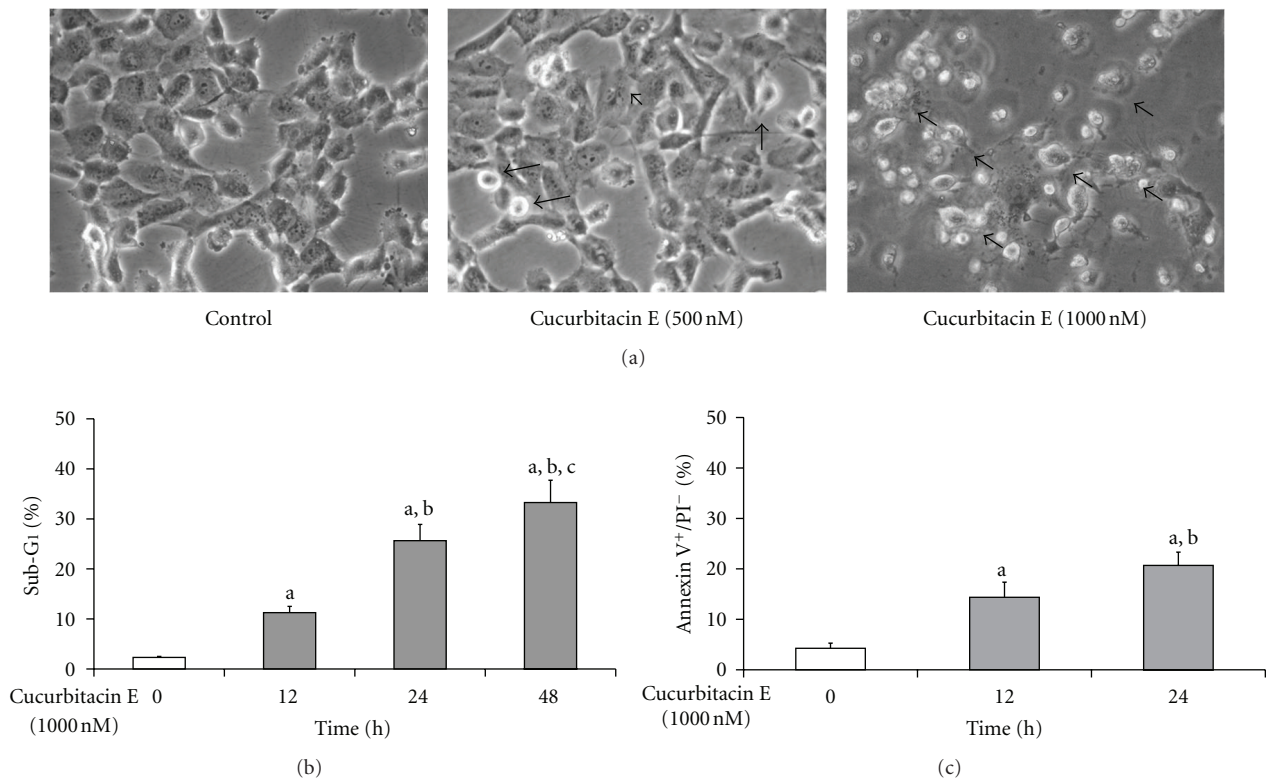 Control
Cucurbitacin E (500 nM)
Cucurbitacin E (1000 nM)
(a)
50
40
30
20
10
0
Sub-G1 (%)
a
a, b
a, b, c
Cucurbitacin E 0 12 24 48
(1000 nM)
Time (h)
(b)
50
40
30
20
10
0
Annexin V⁺/PI⁻ (%)
a
a, b
Cucurbitacin E 0 12 24
(1000 nM)
Time (h)
(c)